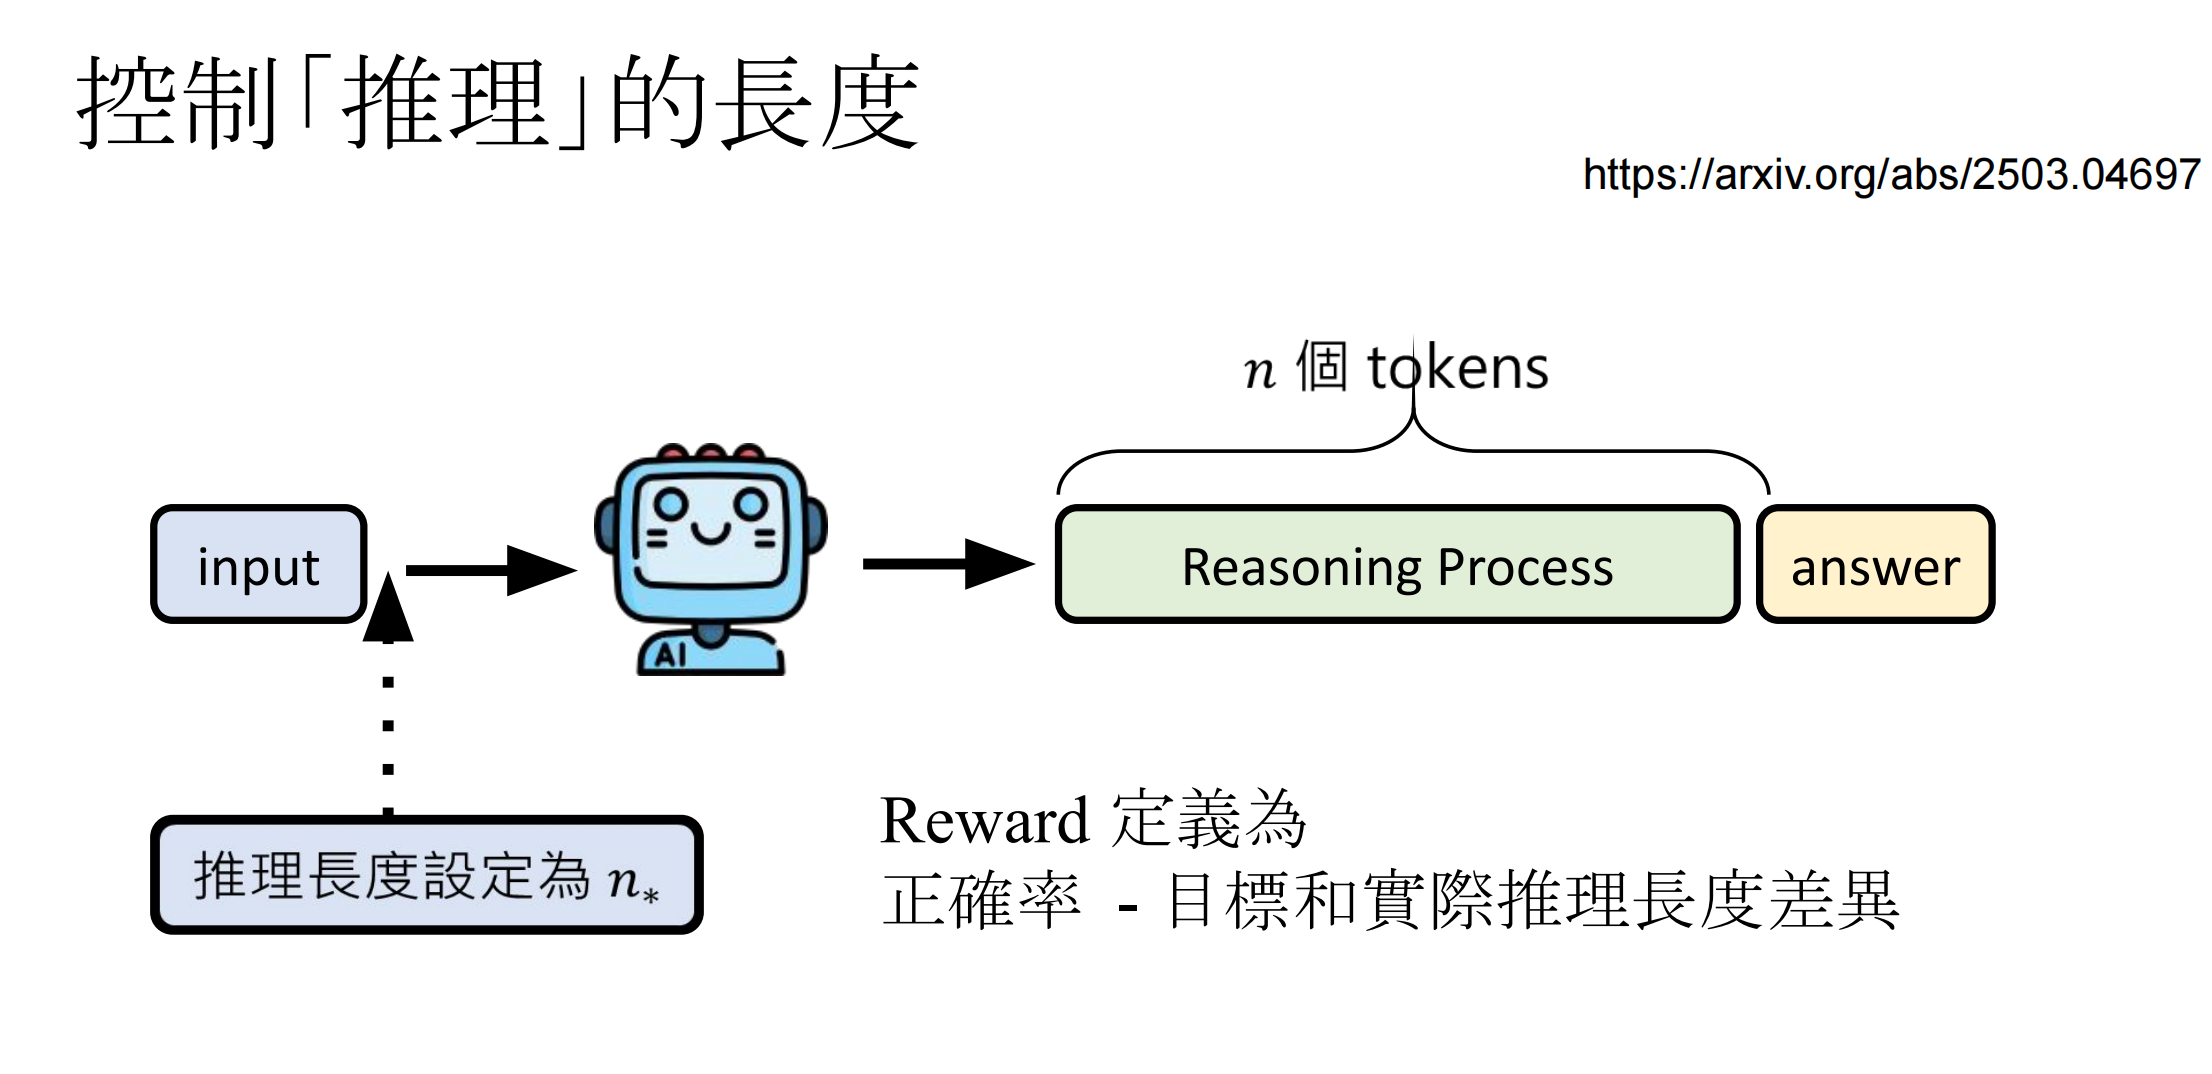 控制「推理」的長度
https://arxiv.org/abs/2503.04697
n 個 tokens
input
Reasoning Process
answer
AI
推理長度設定為 n*
Reward 定義為
正確率 - 目標和實際推理長度差異